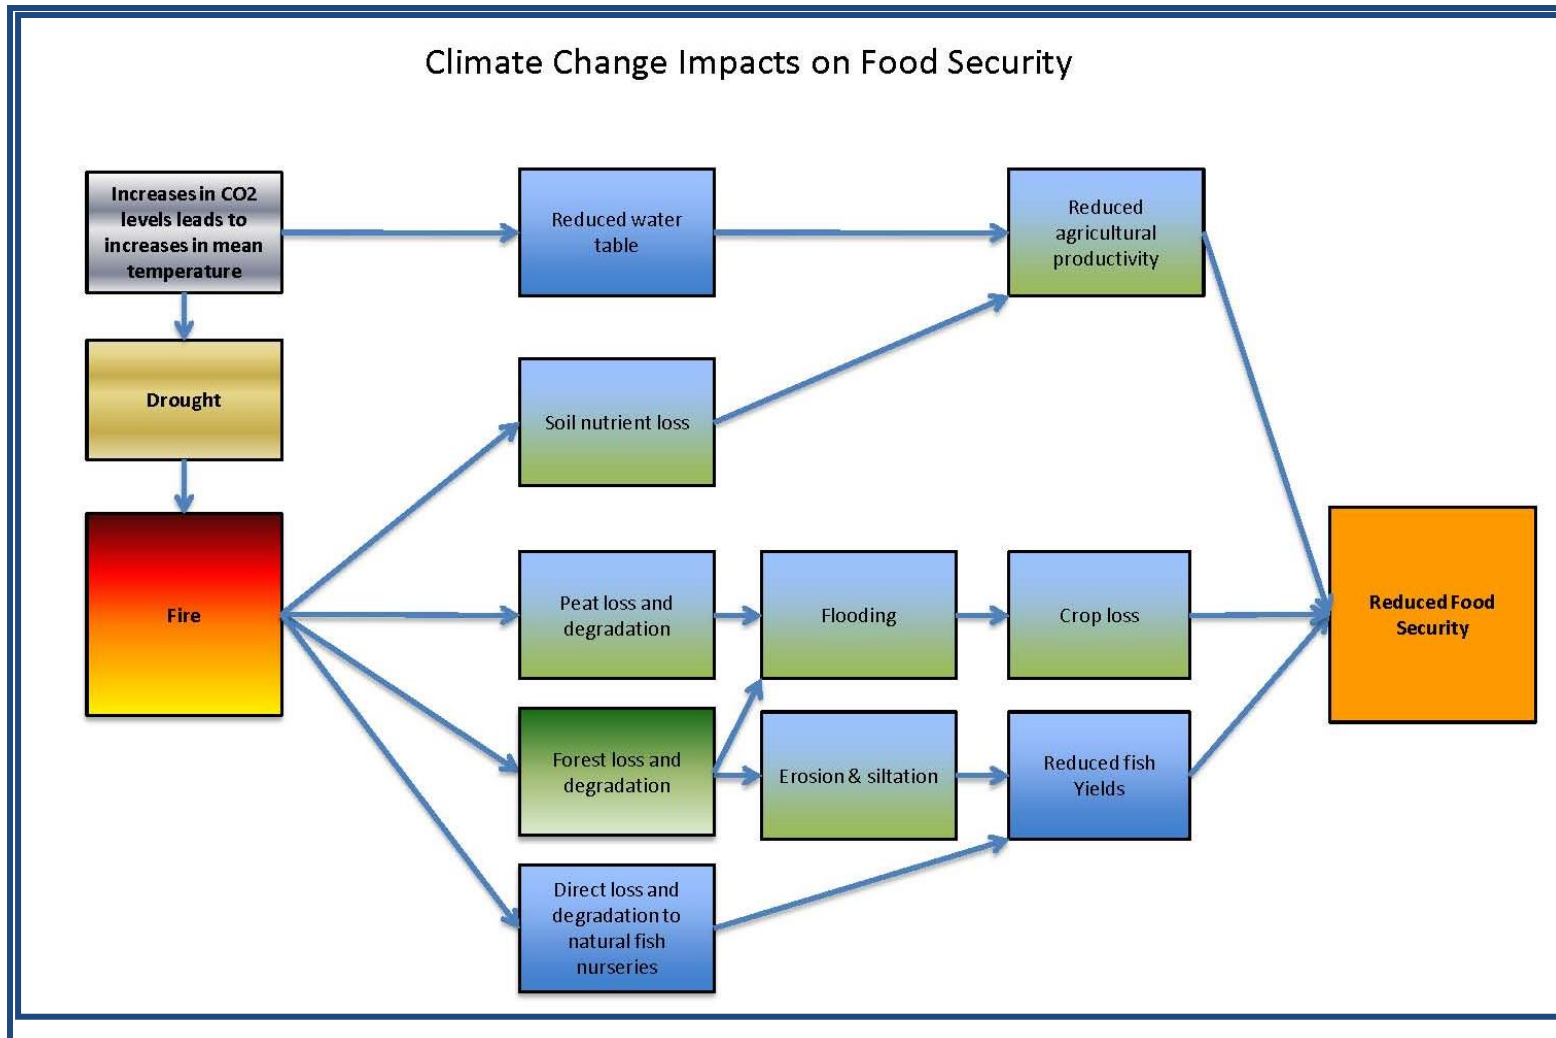 Climate Change Impacts on Food Security
Increases in CO2
levels leads to
increases in mean
temperature
Reduced water
table
Reduced
agricultural
productivity
Drought
Soil nutrient loss
Fire
Peat loss and
degradation
Flooding
Crop loss
Reduced Food
Security
Forest loss and
degradation
Erosion & siltation
Reduced fish
Yields
Direct loss and
degradation to
natural fish
nurseries